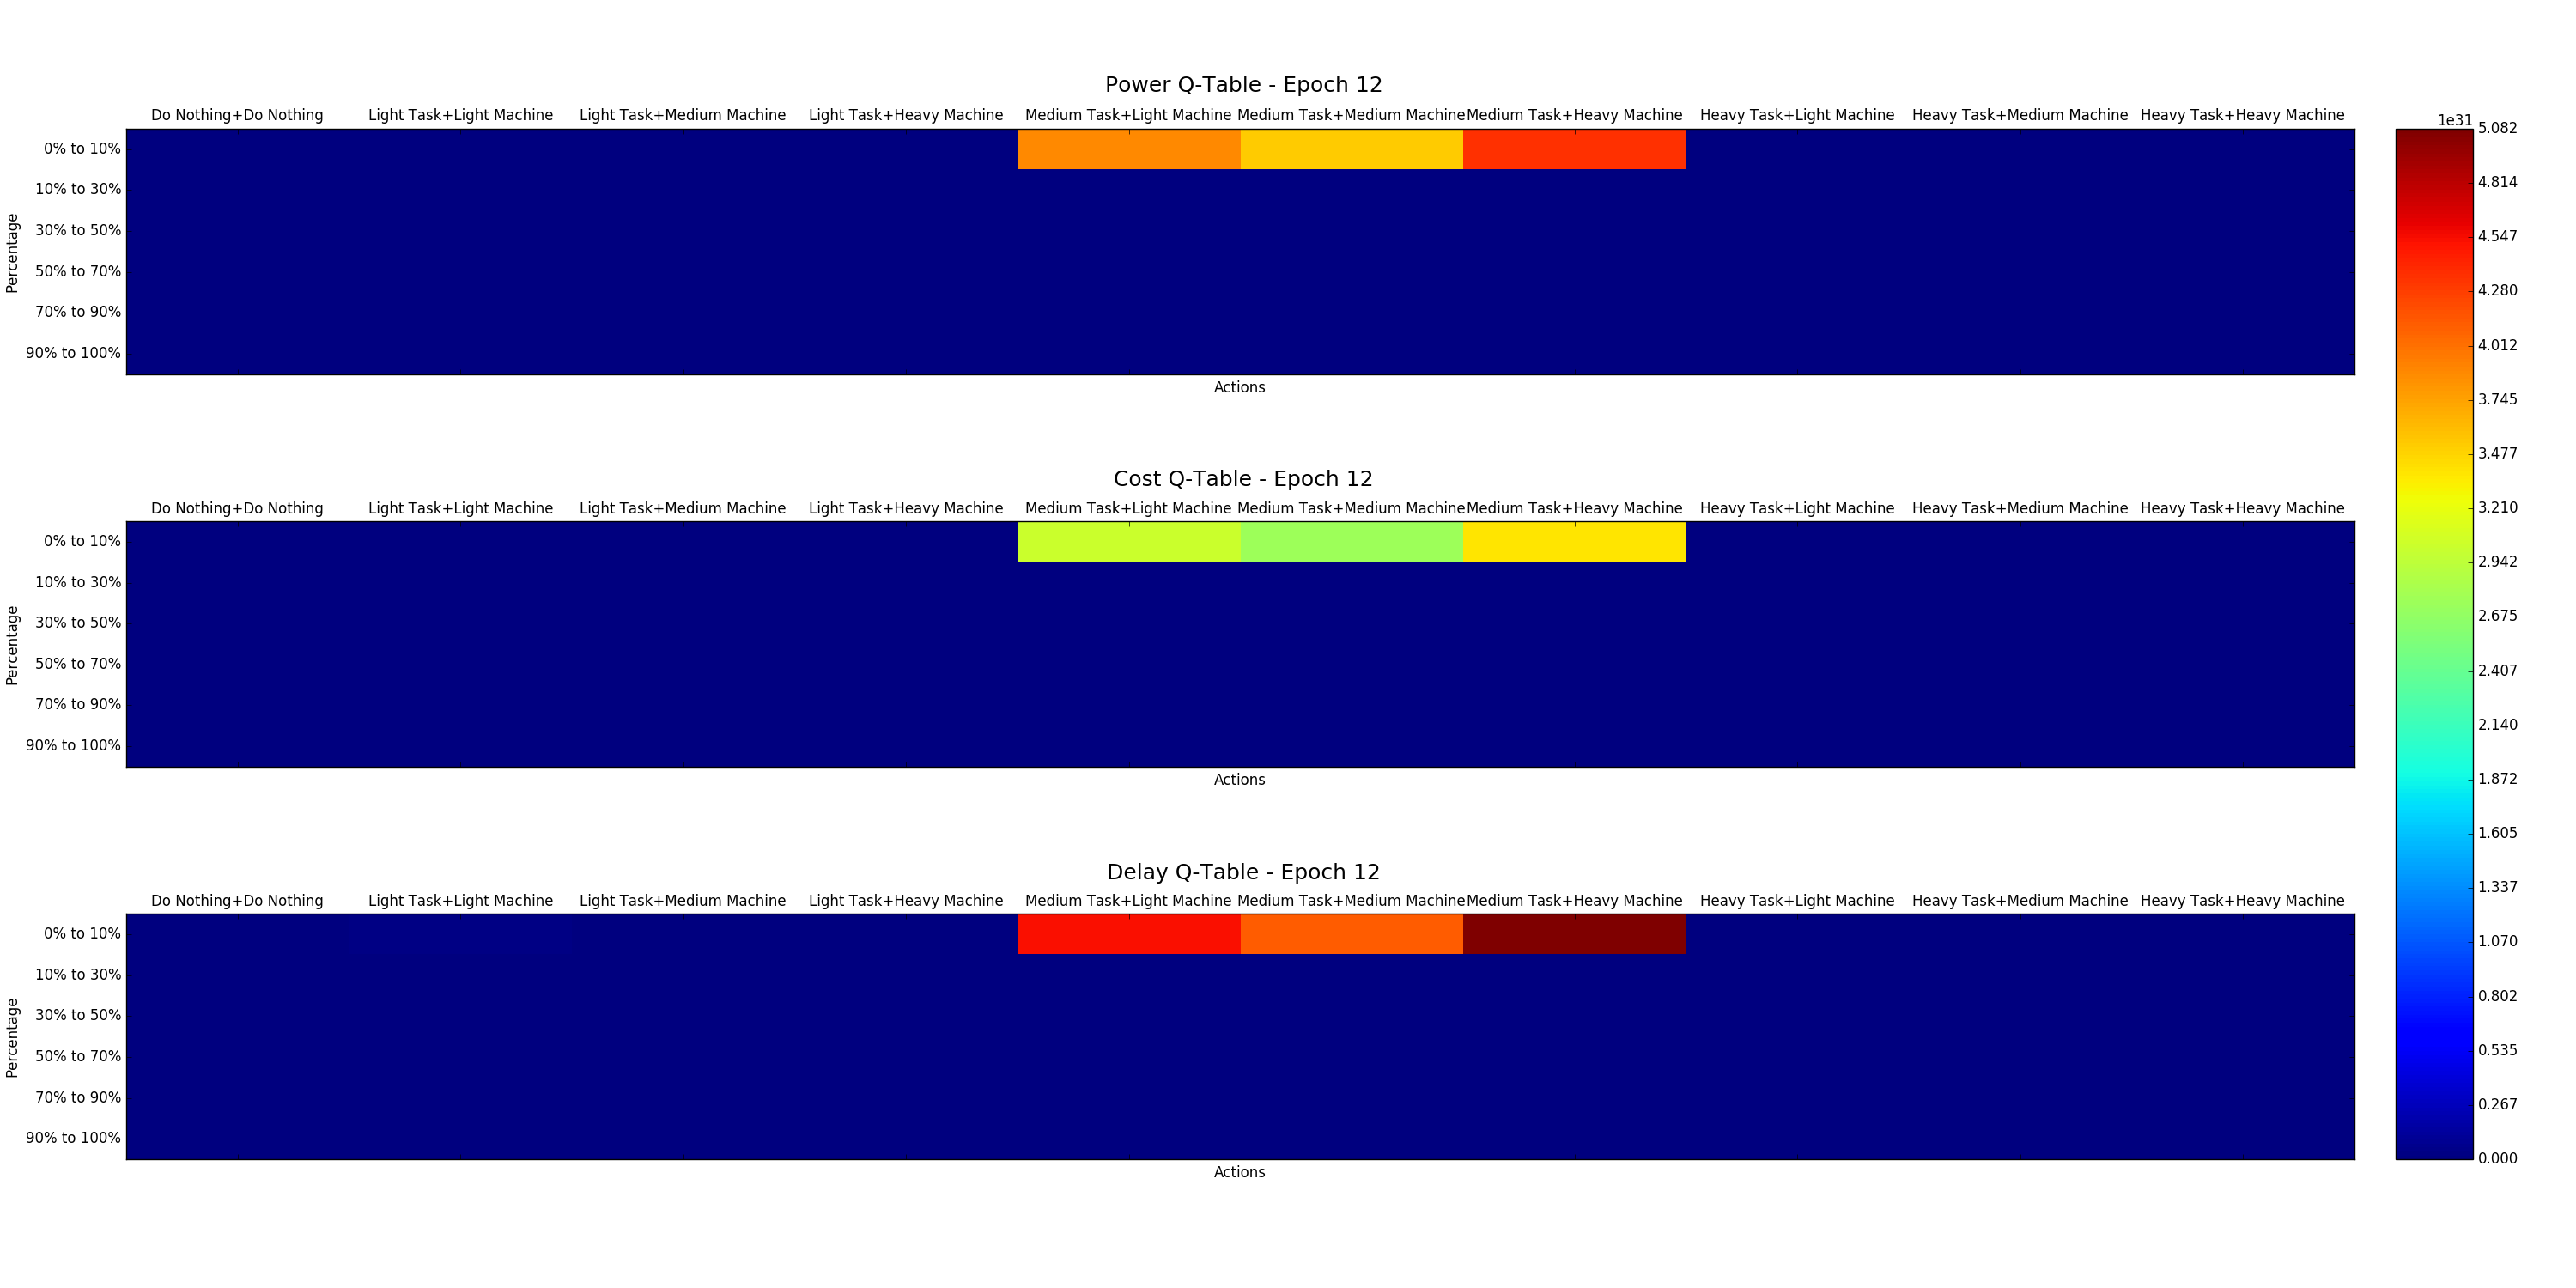 Power Q-Table - Epoch 12
Do Nothing+Do Nothing Light Task+Light Machine Light Task+Medium Machine Light Task+Heavy Machine Medium Task+Light Machine Medium Task+Medium Machine Medium Task+Heavy Machine Heavy Task+Light Machine Heavy Task+Medium Machine Heavy Task+Heavy Machine
Percentage
0% to 10%
10% to 30%
30% to 50%
50% to 70%
70% to 90%
90% to 100%
Actions
Cost Q-Table - Epoch 12
Do Nothing+Do Nothing Light Task+Light Machine Light Task+Medium Machine Light Task+Heavy Machine Medium Task+Light Machine Medium Task+Medium Machine Medium Task+Heavy Machine Heavy Task+Light Machine Heavy Task+Medium Machine Heavy Task+Heavy Machine
Percentage
0% to 10%
10% to 30%
30% to 50%
50% to 70%
70% to 90%
90% to 100%
Actions
Delay Q-Table - Epoch 12
Do Nothing+Do Nothing Light Task+Light Machine Light Task+Medium Machine Light Task+Heavy Machine Medium Task+Light Machine Medium Task+Medium Machine Medium Task+Heavy Machine Heavy Task+Light Machine Heavy Task+Medium Machine Heavy Task+Heavy Machine
Percentage
0% to 10%
10% to 30%
30% to 50%
50% to 70%
70% to 90%
90% to 100%
Actions
1e31
5.082
4.814
4.547
4.280
4.012
3.745
3.477
3.210
2.942
2.675
2.407
2.140
1.872
1.605
1.337
1.070
0.802
0.535
0.267
0.000